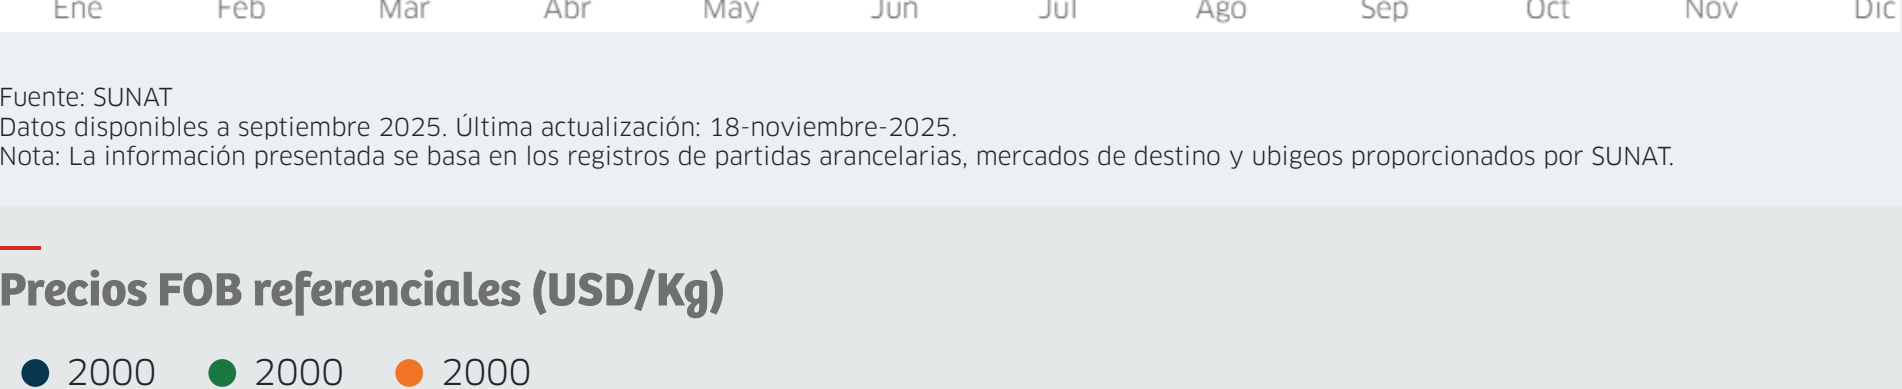 Ene Feb Mar Abr May Jun Jul Ago Sep Oct Nov Dic
Fuente: SUNAT
Datos disponibles a septiembre 2025. Última actualización: 18-noviembre-2025.
Nota: La información presentada se basa en los registros de partidas arancelarias, mercados de destino y ubigeos proporcionados por SUNAT.
Precios FOB referenciales (USD/Kg)
2000 2000 2000